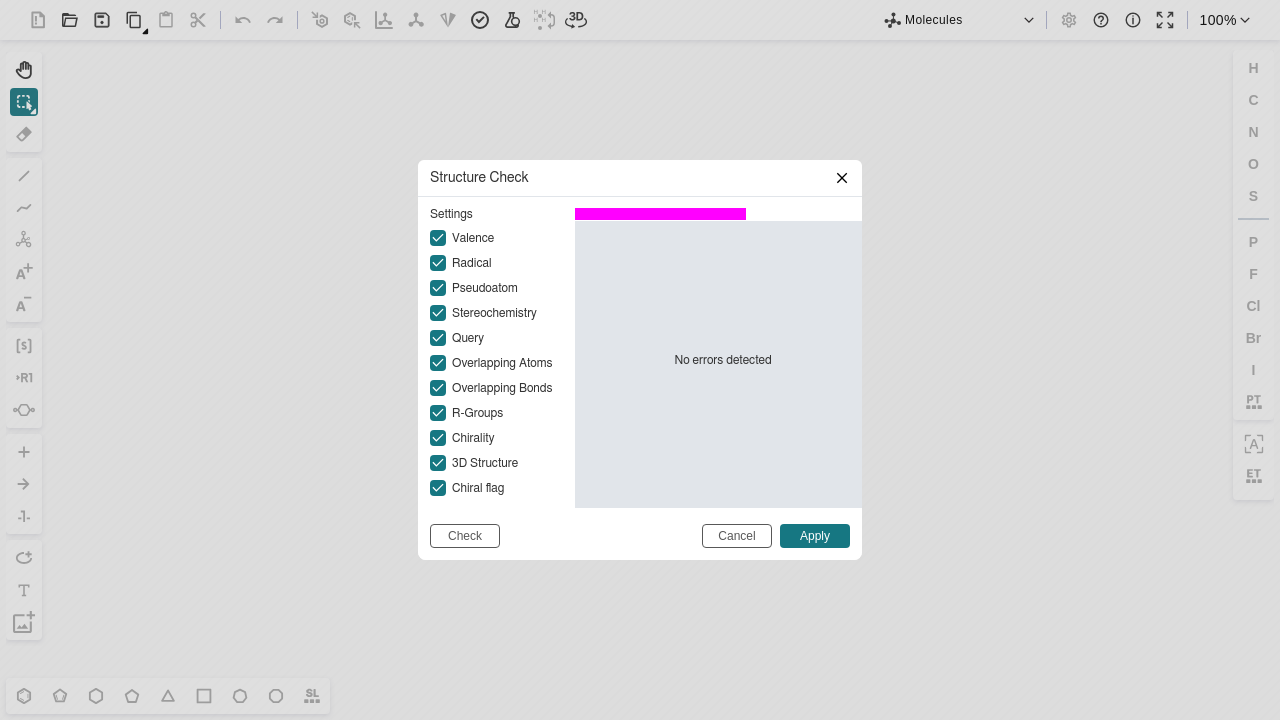 3D
Molecules
100%
Structure Check
Settings
Valence
Radical
Pseudoatom
Stereochemistry
Query
Overlapping Atoms
Overlapping Bonds
R-Groups
Chirality
3D Structure
Chiral flag
No errors detected
Check
Cancel
Apply
A+
A-
[s]
R1
T
SL
H
C
N
O
S
P
F
Cl
Br
I
PT
[A]
ET